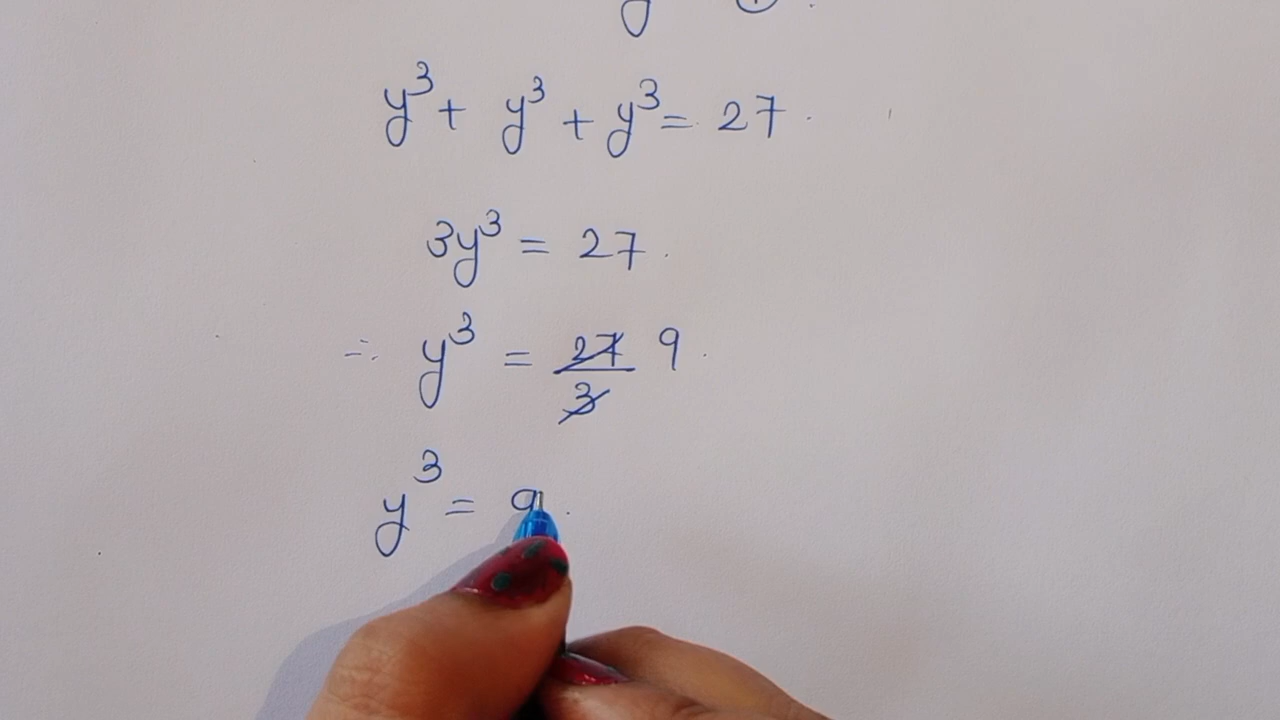 y
y³ + y³ + y³ = 27
3y³ = 27
∴ y³ = 27/3 9
y³ = 9